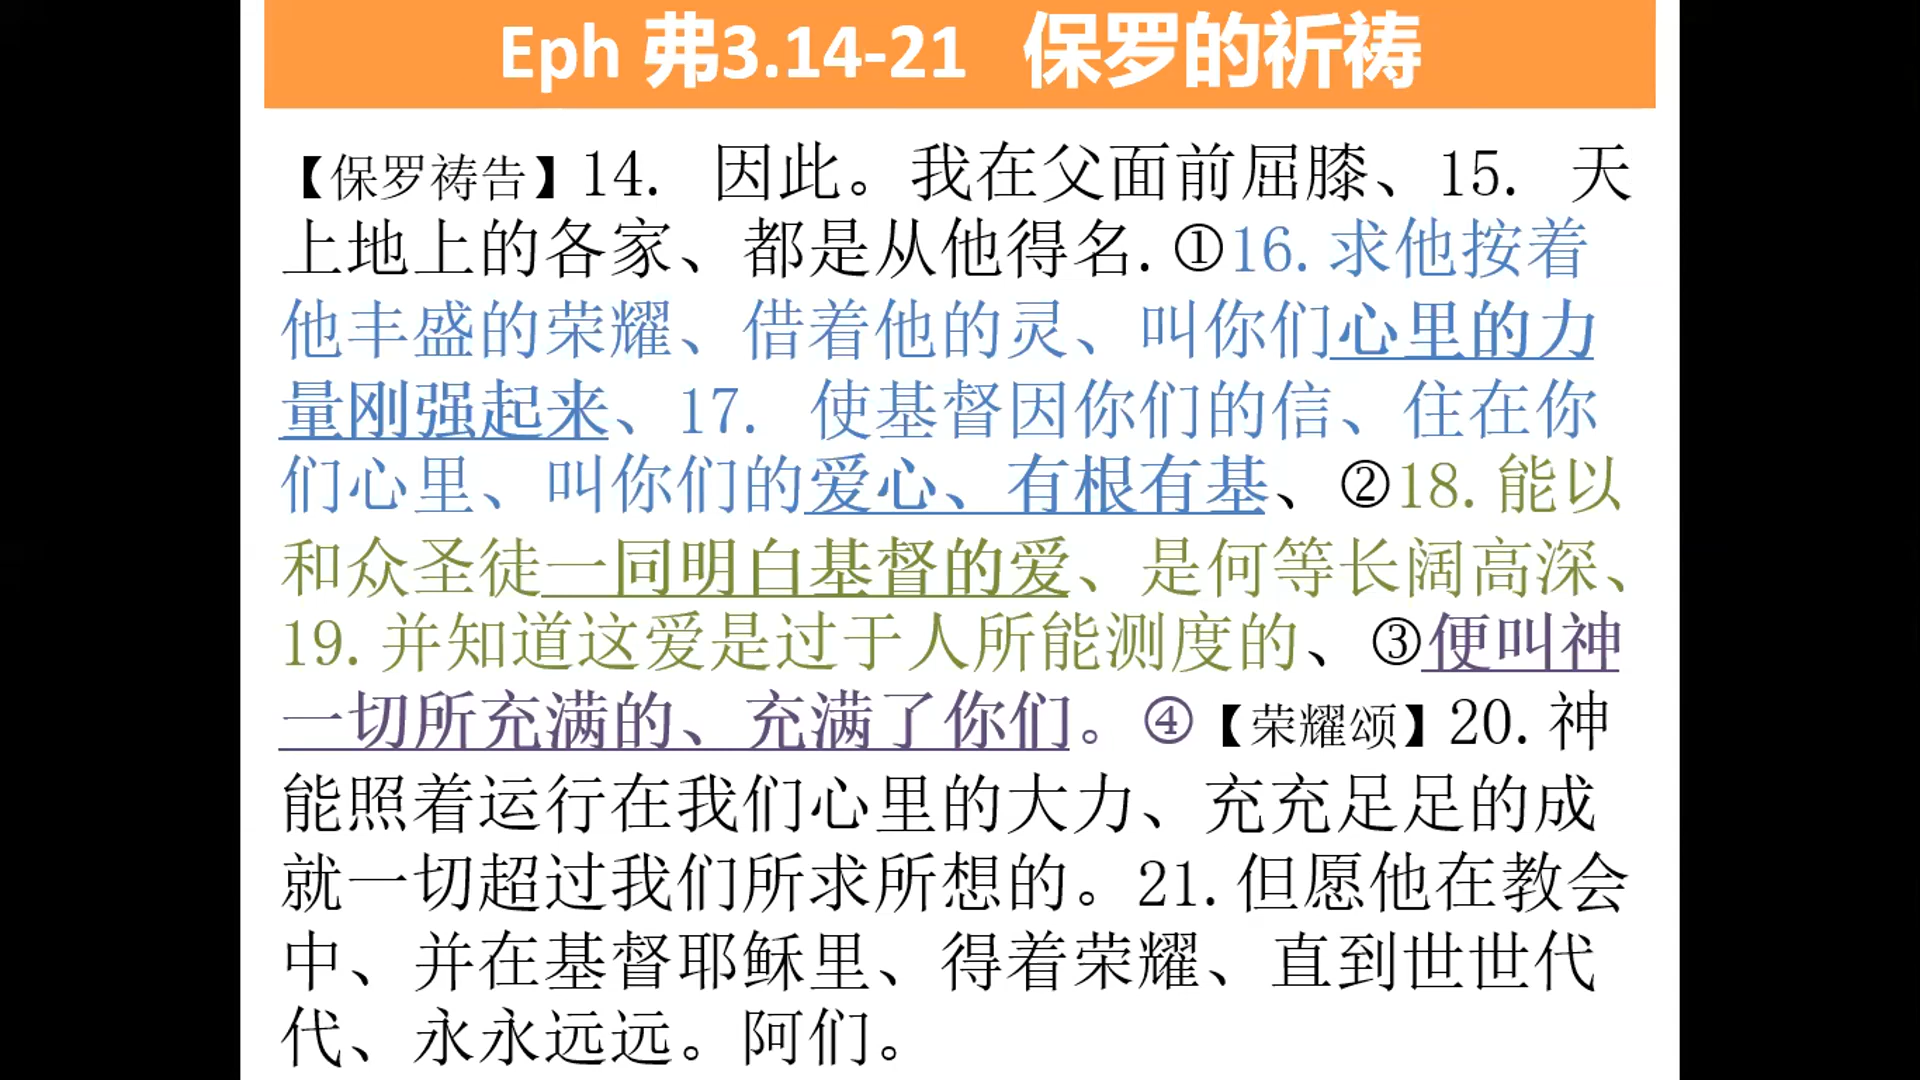 Eph 弗3.14-21 保罗的祈祷
【保罗祷告】14. 因此。我在父面前屈膝、15. 天
上地上的各家、都是从他得名.①16.求他按着
他丰盛的荣耀、借着他的灵、叫你们心里的力
量刚强起来、17. 使基督因你们的信、住在你
们心里、叫你们的爱心、有根有基、②18.能以
和众圣徒一同明白基督的爱、是何等长阔高深、
19.并知道这爱是过于人所能测度的、③便叫神
一切所充满的、充满了你们。④【荣耀颂】20.神
能照着运行在我们心里的大力、充充足足的成
就一切超过我们所求所想的。21.但愿他在教会
中、并在基督耶稣里、得着荣耀、直到世世代
代、永永远远。阿们。